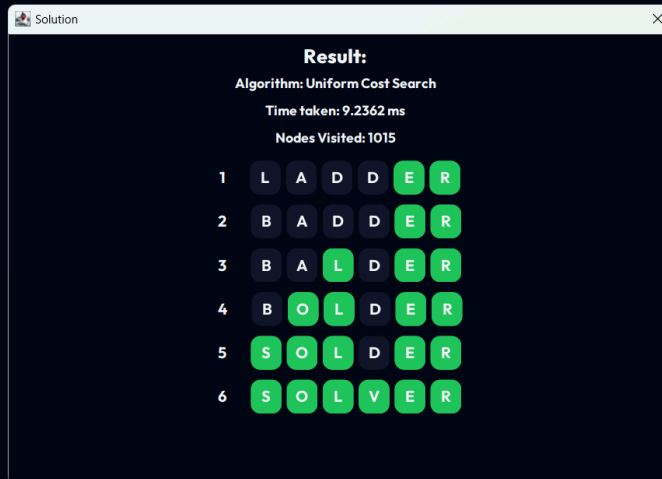 Solution
Result:
Algorithm: Uniform Cost Search
Time taken: 9.2362 ms
Nodes Visited: 1015
1 L A D D E R
2 B A D D E R
3 B A L D E R
4 B O L D E R
5 S O L D E R
6 S O L V E R